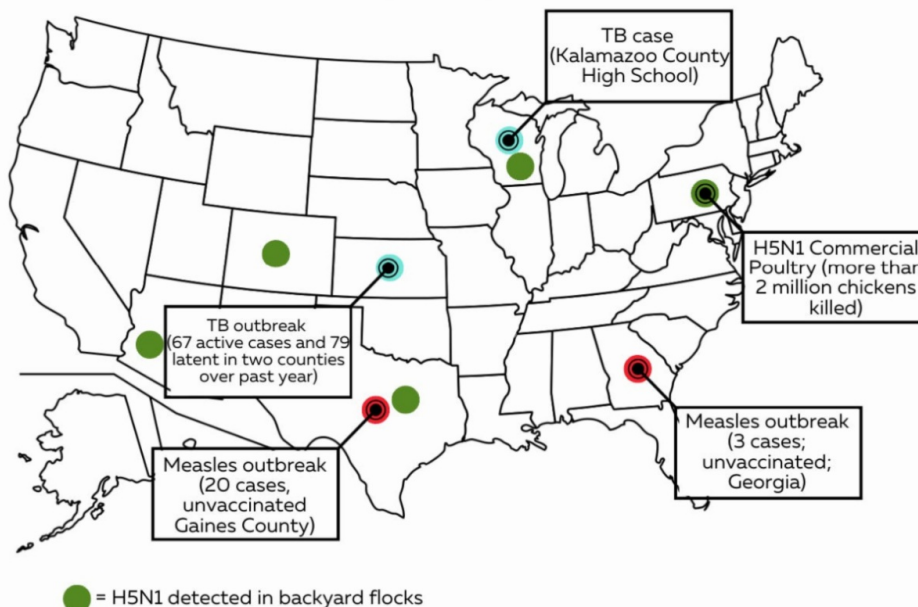 TB case
(Kalamazoo County
High School)
H5N1 Commercial
Poultry (more than
2 million chickens
killed)
TB outbreak
(67 active cases and 79
latent in two counties
over past year)
Measles outbreak
(20 cases,
unvaccinated
Gaines County)
Measles outbreak
(3 cases;
unvaccinated;
Georgia)
= H5N1 detected in backyard flocks